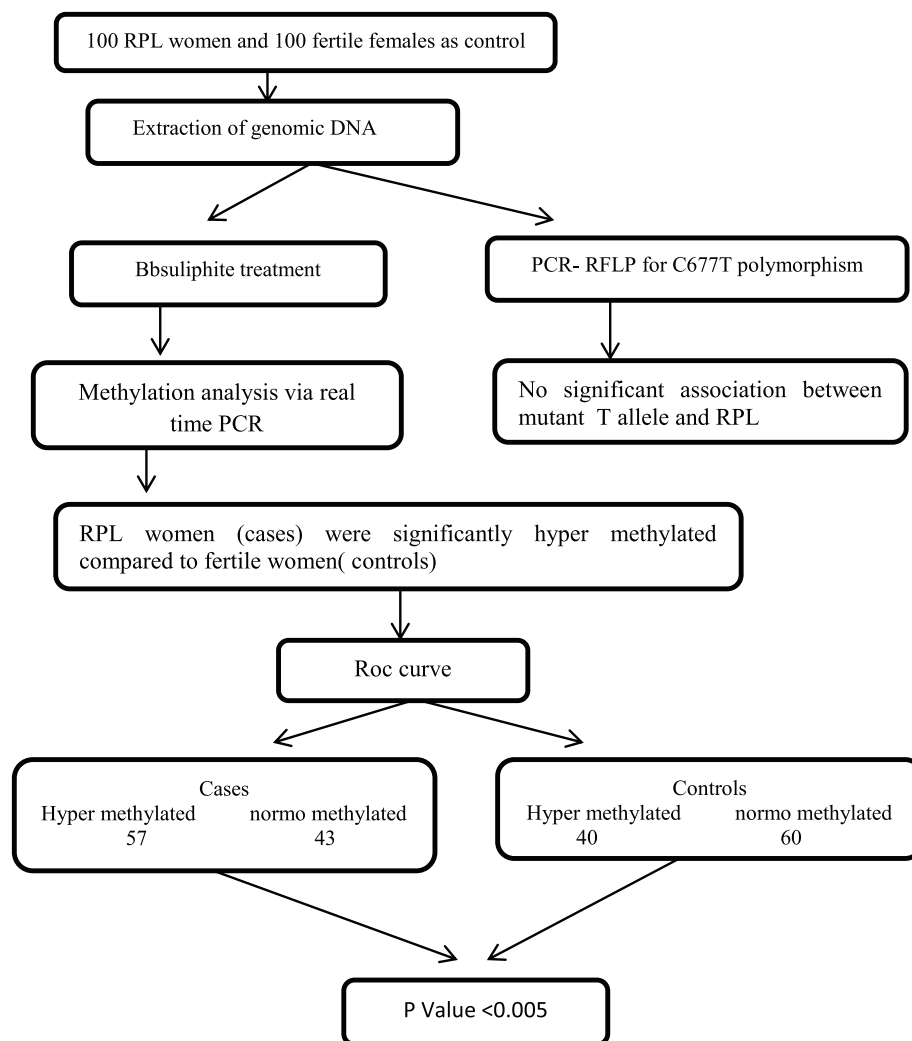 100 RPL women and 100 fertile females as control
Extraction of genomic DNA
Bbsuliphite treatment
PCR- RFLP for C677T polymorphism
Methylation analysis via real
time PCR
No significant association between
mutant T allele and RPL
RPL women (cases) were significantly hyper methylated
compared to fertile women( controls)
Roc curve
Cases
Hyper methylated normo methylated
57 43
Controls
Hyper methylated normo methylated
40 60
P Value <0.005